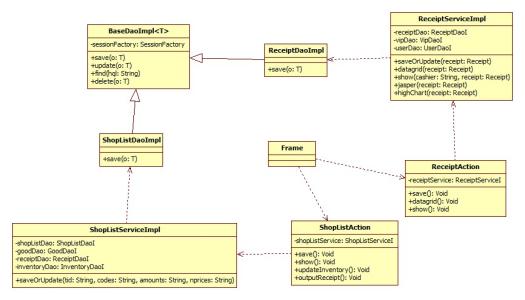 BaseDaoImpl<T>
-sessionFactory: SessionFactory
+save(o: T)
+update(o: T)
+find(hql: String)
+delete(o: T)
ReceiptDaoImpl
+save(o: T)
ReceiptServiceImpl
-receiptDao: ReceiptDaoI
-vipDao: VipDaoI
-userDao: UserDaoI
+saveOrUpdate(receipt: Receipt)
+datagrid(receipt: Receipt)
+show(cashier: String, receipt: Receipt)
+jasper(receipt: Receipt)
+highChart(receipt: Receipt)
ShopListDaoImpl
+save(o: T)
Frame
ReceiptAction
-receiptService: ReceiptServiceI
+save(): Void
+datagrid(): Void
+show(): Void
ShopListServiceImpl
-shopListDao: ShopListDaoI
-goodDao: GoodDaoI
-receiptDao: ReceiptDaoI
-inventoryDao: InventoryDaoI
+saveOrUpdate(tid: String, codes: String, amounts: String, nprices: String)
ShopListAction
-shopListService: ShopListServiceI
+save(): Void
+show(): Void
+updateInventory(): Void
+outputReceipt(): Void